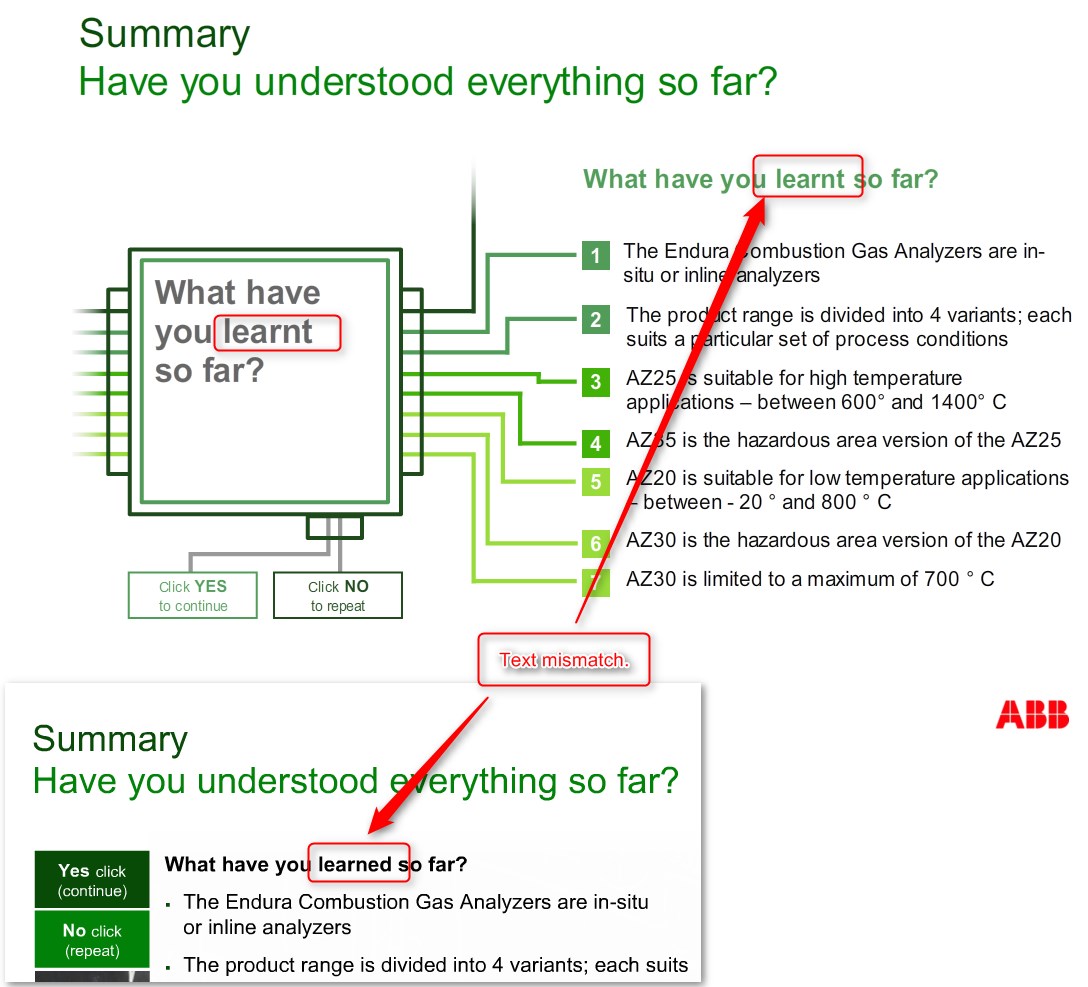 Summary
Have you understood everything so far?
What have you learnt so far?
What have
you learnt
so far?
1 The Endura Combustion Gas Analyzers are in-
situ or inline analyzers
2 The product range is divided into 4 variants; each
suits a particular set of process conditions
3 AZ25 is suitable for high temperature
applications – between 600° and 1400° C
4 AZ35 is the hazardous area version of the AZ25
5 AZ20 is suitable for low temperature applications
– between - 20 ° and 800 ° C
6 AZ30 is the hazardous area version of the AZ20
7 AZ30 is limited to a maximum of 700 ° C
Click YES
to continue
Click NO
to repeat
Text mismatch.
ABB
Summary
Have you understood everything so far?
Yes click
(continue)
No click
(repeat)
What have you learned so far?
▪ The Endura Combustion Gas Analyzers are in-situ
or inline analyzers
▪ The product range is divided into 4 variants; each suits